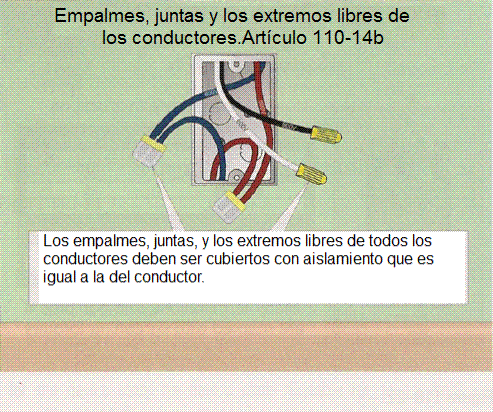 Empalmes, juntas y los extremos libres de
los conductores.Artículo 110-14b
Los empalmes, juntas, y los extremos libres de todos los
conductores deben ser cubiertos con aislamiento que es
igual a la del conductor.